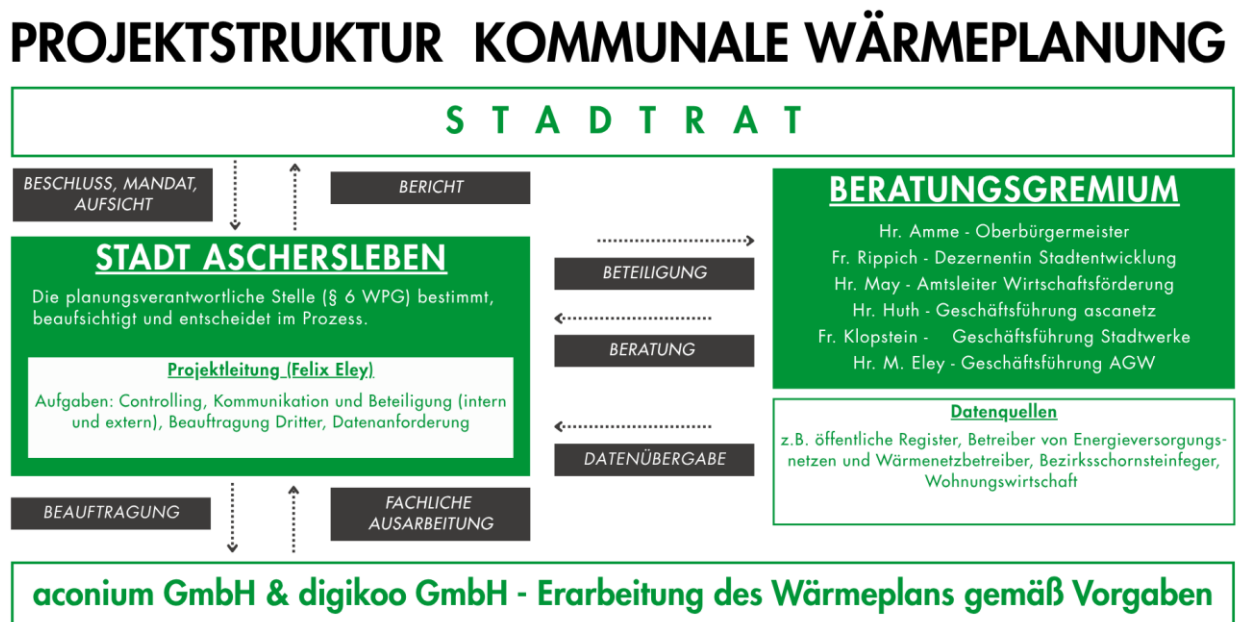 PROJEKTSTRUKTUR KOMMUNALE WÄRMEPLANUNG
STADTRAT
BESCHLUSS, MANDAT,
AUFSICHT
BERICHT
STADT ASCHERSLEBEN
Die planungsverantwortliche Stelle (§ 6 WPG) bestimmt,
beaufsichtigt und entscheidet im Prozess.
Projektleitung (Felix Eley)
Aufgaben: Controlling, Kommunikation und Beteiligung (intern
und extern), Beauftragung Dritter, Datenanforderung
BETEILIGUNG
BERATUNG
DATENÜBERGABE
BERATUNGSGREMIUM
Hr. Amme - Oberbürgermeister
Fr. Rippich - Dezernentin Stadtentwicklung
Hr. May - Amtsleiter Wirtschaftsförderung
Hr. Huth - Geschäftsführung ascanetz
Fr. Klopstein - Geschäftsführung Stadtwerke
Hr. M. Eley - Geschäftsführung AGW
Datenquellen
z.B. öffentliche Register, Betreiber von Energieversorgungs-
netzen und Wärmenetzbetreiber, Bezirksschornsteinfeger,
Wohnungswirtschaft
BEAUFTRAGUNG
FACHLICHE
AUSARBEITUNG
aconium GmbH & digikoo GmbH - Erarbeitung des Wärmeplans gemäß Vorgaben